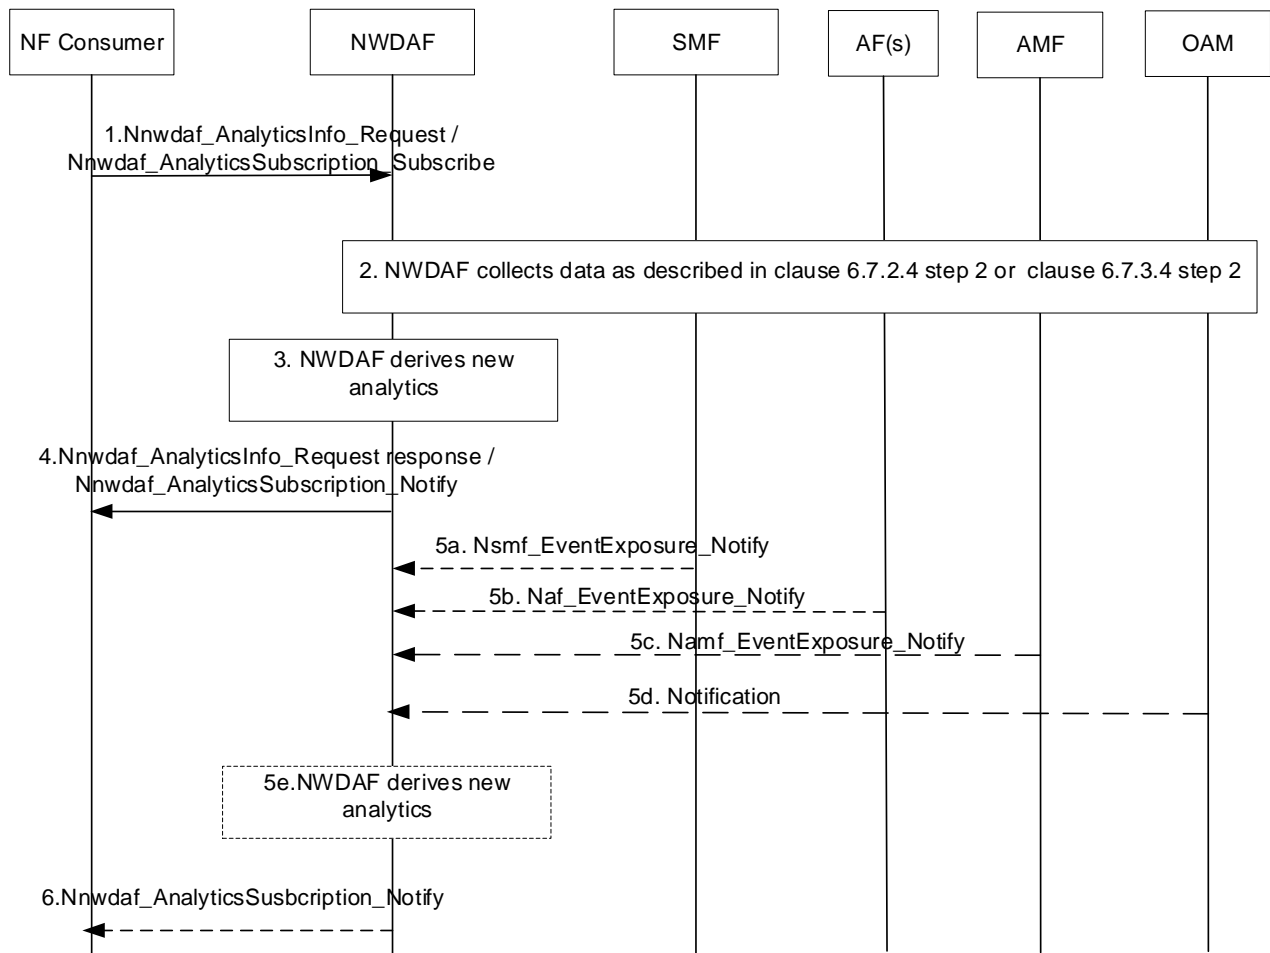 NF Consumer
NWDAF
SMF
AF(s)
AMF
OAM
1.Nnwdaf_AnalyticsInfo_Request /
Nnwdaf_AnalyticsSubscription_Subscribe
2. NWDAF collects data as described in clause 6.7.2.4 step 2 or clause 6.7.3.4 step 2
3. NWDAF derives new
analytics
4.Nnwdaf_AnalyticsInfo_Request response /
Nnwdaf_AnalyticsSubscription_Notify
5a. Nsmf_EventExposure_Notify
5b. Naf_EventExposure_Notify
5c. Namf_EventExposure_Notify
5d. Notification
5e.NWDAF derives new
analytics
6.Nnwdaf_AnalyticsSusbcription_Notify